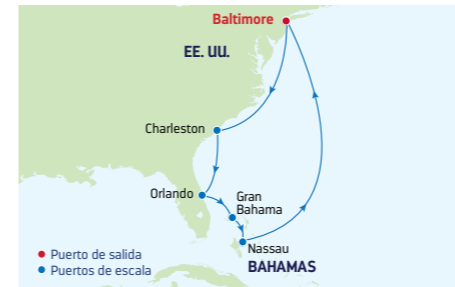 Baltimore
EE. UU.
Charleston
Orlando
Gran
Bahama
Nassau
BAHAMAS
Puerto de salida
Puertos de escala